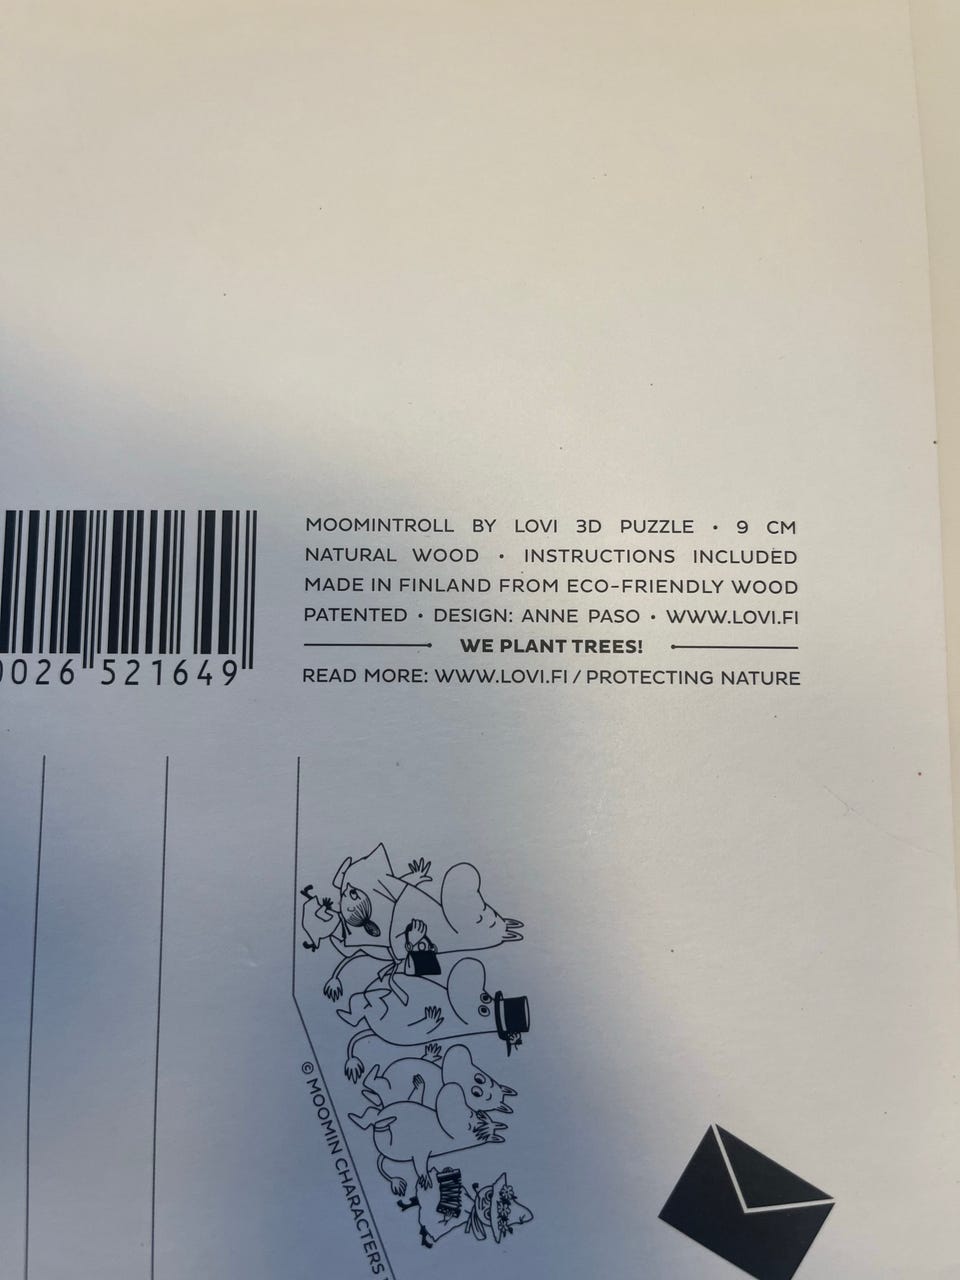 MOOMINTROLL BY LOVI 3D PUZZLE • 9 CM
NATURAL WOOD • INSTRUCTIONS INCLUDED
MADE IN FINLAND FROM ECO-FRIENDLY WOOD
PATENTED • DESIGN: ANNE PASO • WWW.LOVI.FI
WE PLANT TREES!
READ MORE: WWW.LOVI.FI / PROTECTING NATURE
0026 521649
© MOOMIN CHARACTERS